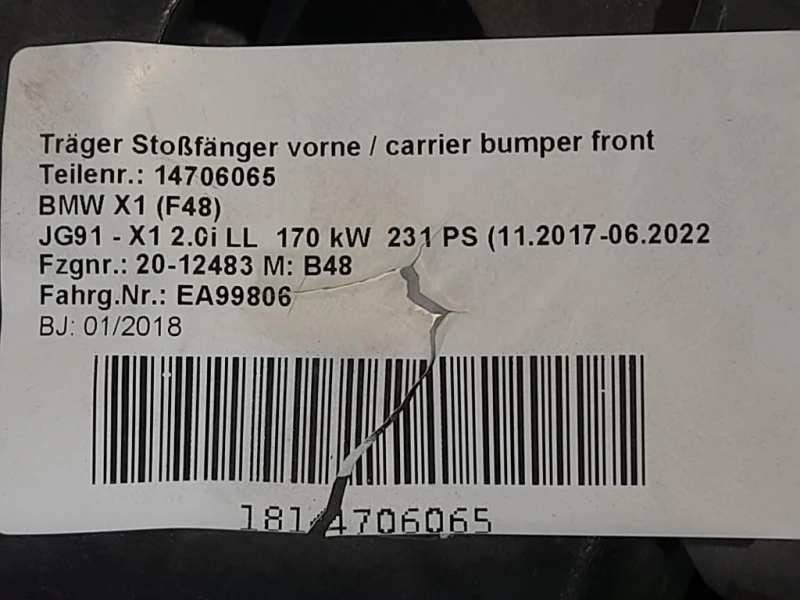 Träger Stoßfänger vorne / carrier bumper front
Teilenr.: 14706065
BMW X1 (F48)
JG91 - X1 2.0i LL 170 kW 231 PS (11.2017-06.2022
Fzgnr.: 20-12483 M: B48
Fahrg.Nr.: EA99806
BJ: 01/2018
18114706065